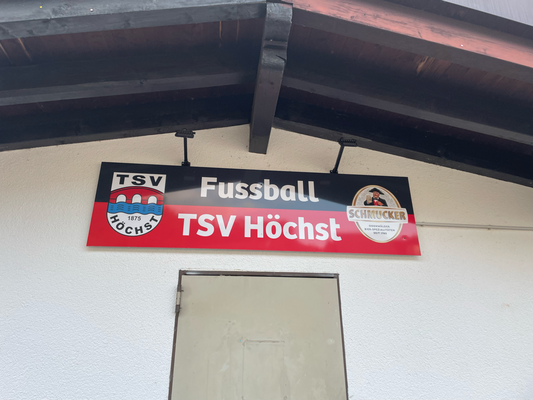 TSV
1875
HÖCHST
Fussball
TSV Höchst
SCHMUCKER